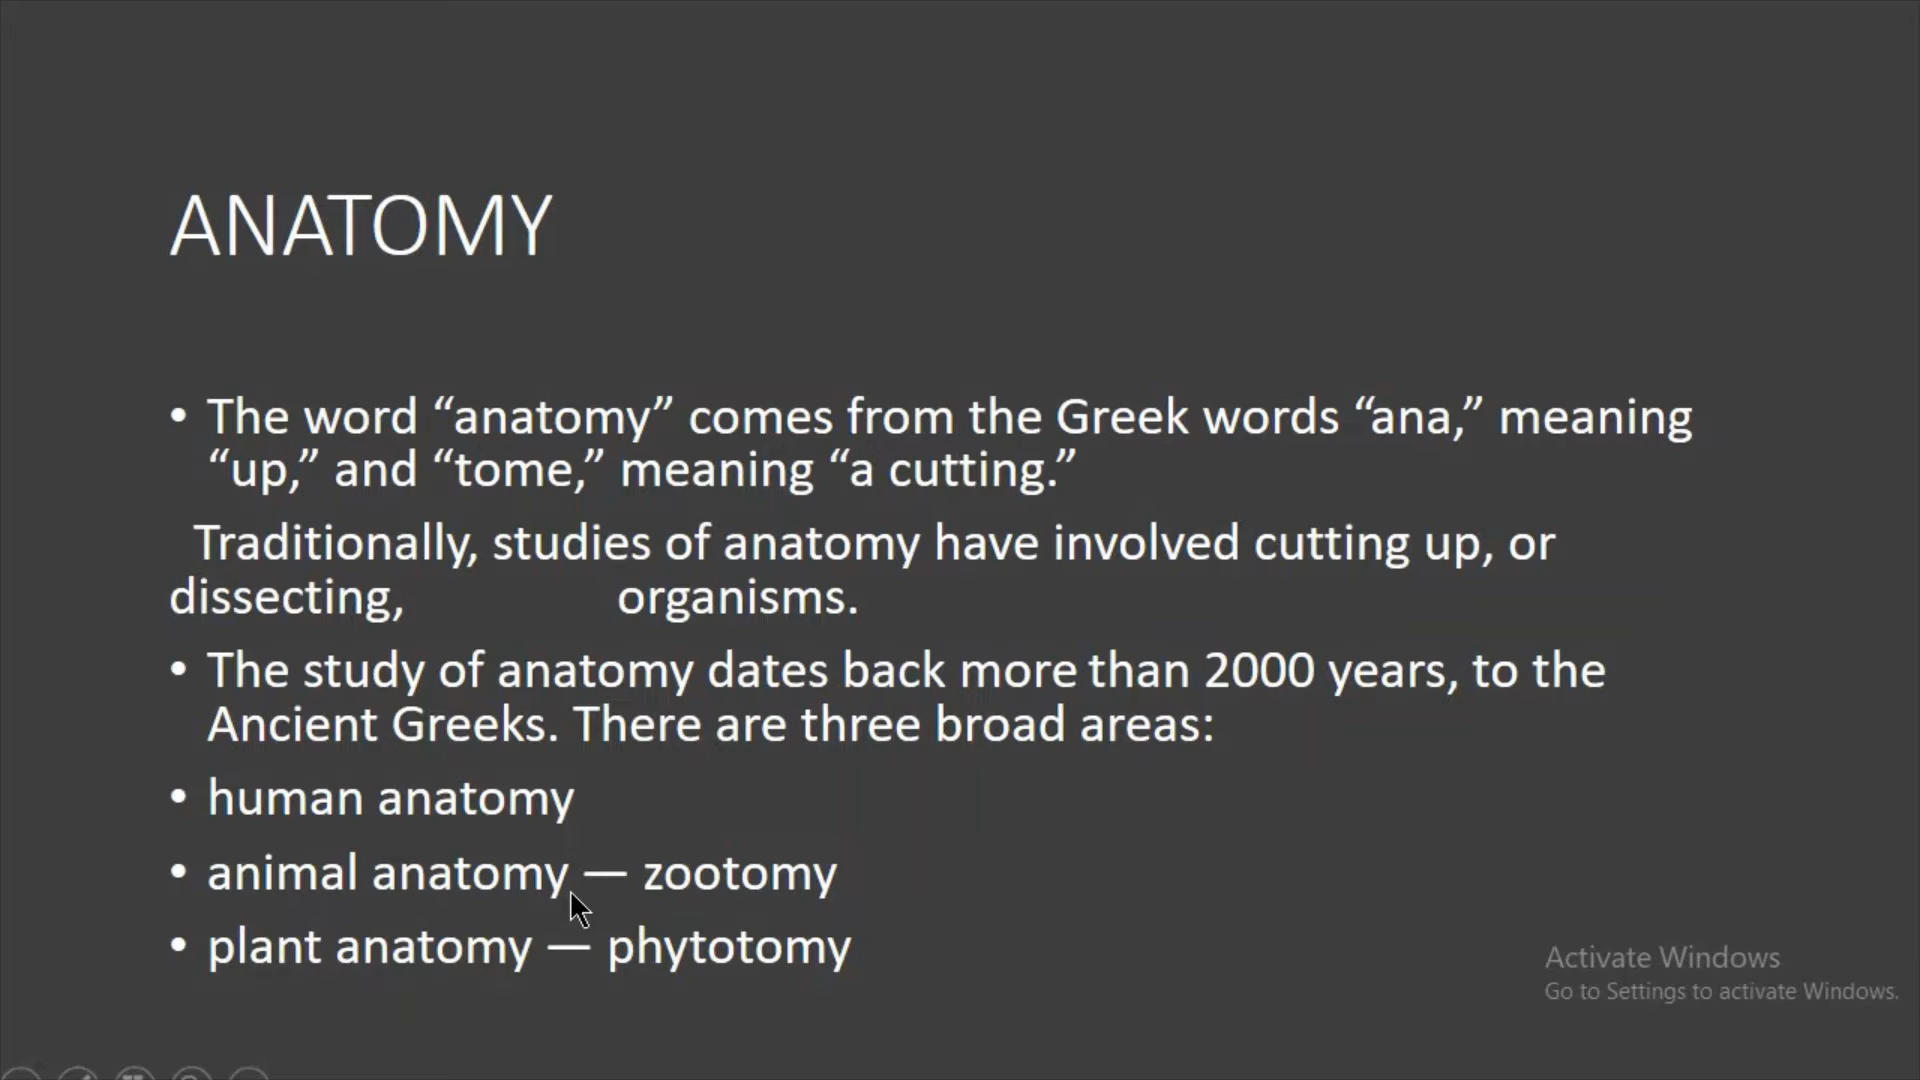 ANATOMY
• The word “anatomy” comes from the Greek words “ana,” meaning
“up,” and “tome,” meaning “a cutting.”
Traditionally, studies of anatomy have involved cutting up, or
dissecting, organisms.
• The study of anatomy dates back more than 2000 years, to the
Ancient Greeks. There are three broad areas:
• human anatomy
• animal anatomy — zootomy
• plant anatomy — phytotomy
Activate Windows
Go to Settings to activate Windows.